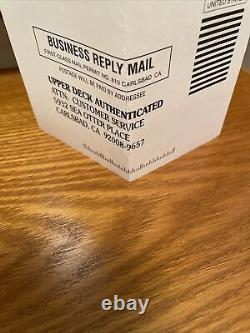 UNITED STATES
BUSINESS REPLY MAIL
FIRST-CLASS MAIL PERMIT NO. 819 CARLSBAD CA
POSTAGE WILL BE PAID BY ADDRESSEE
UPPER DECK AUTHENTICATED
ATTN CUSTOMER SERVICE
5932 SEA OTTER PLACE
CARLSBAD, CA 92008-9657